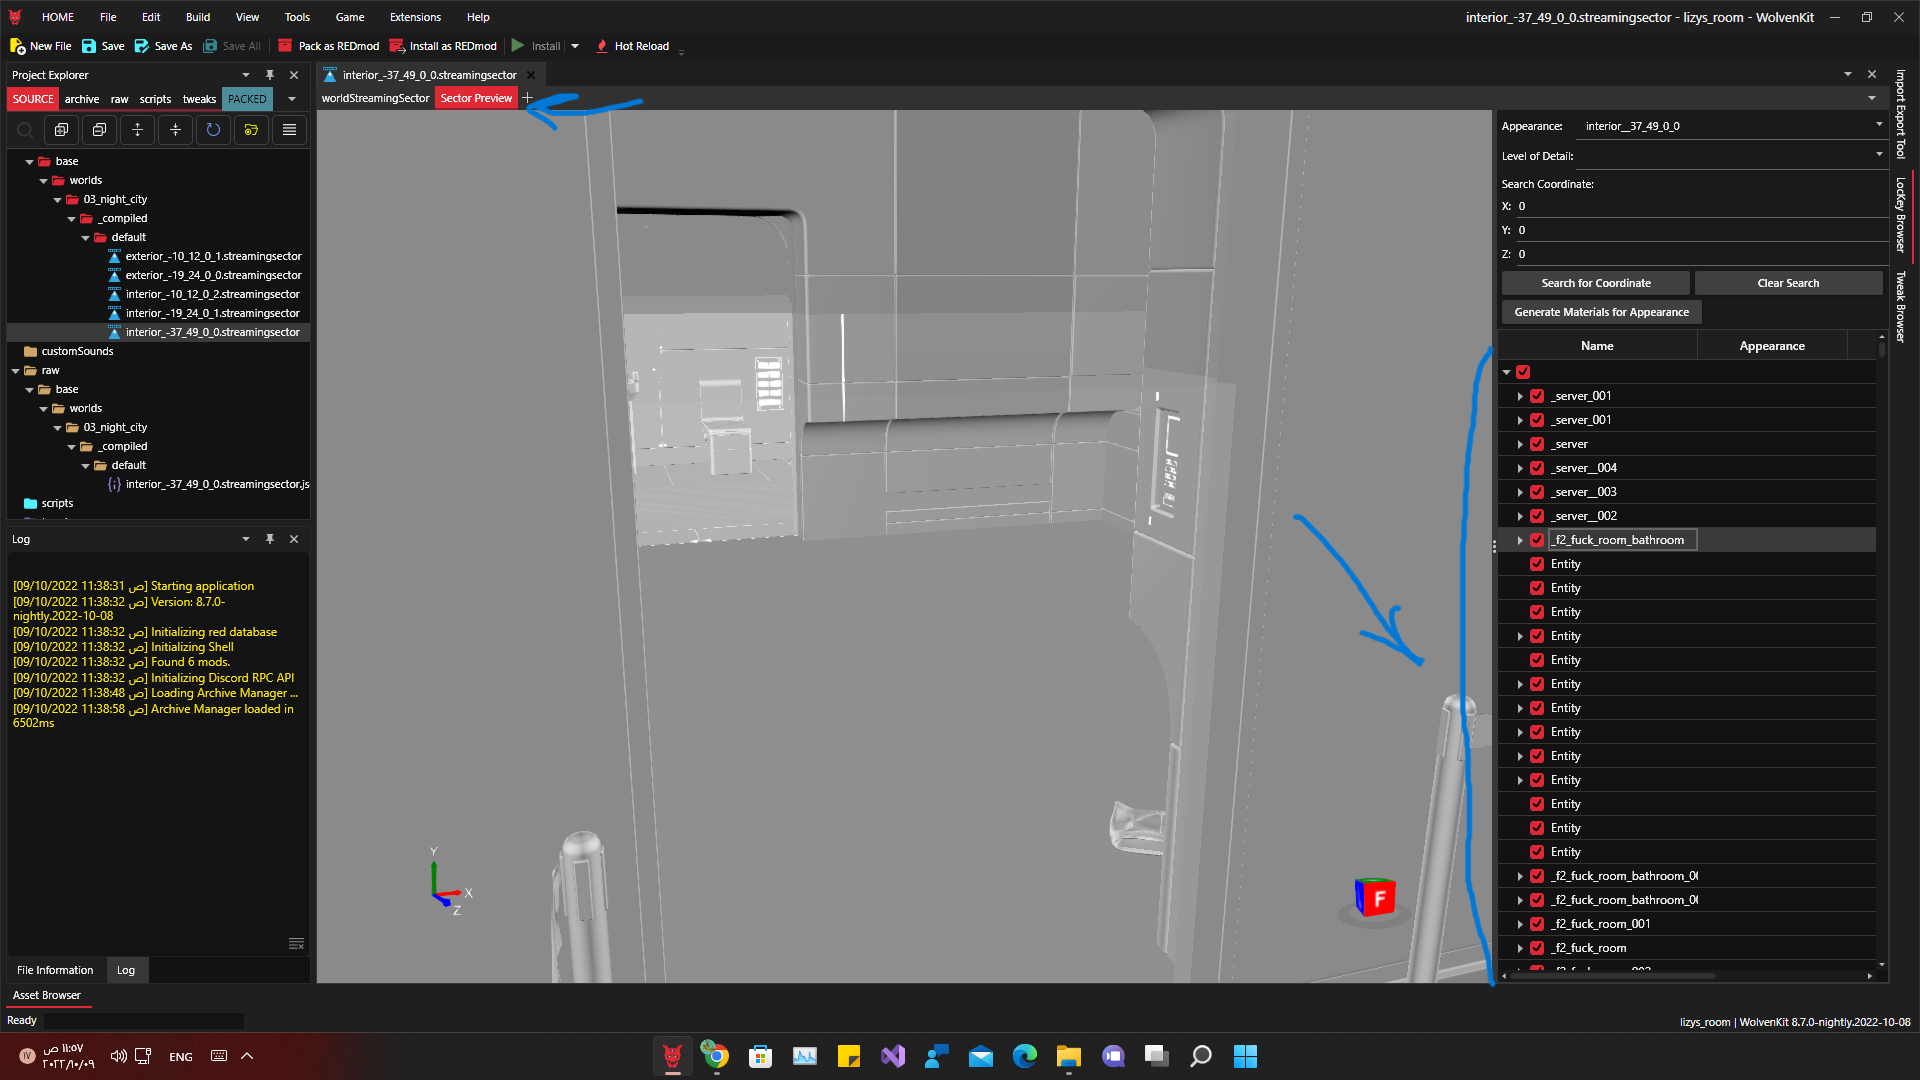 HOME File Edit Build View Tools Game Extensions Help
interior_-37_49_0_0.streamingsector - lizys_room - WolvenKit
New File Save Save As Save All Pack as REDmod Install as REDmod Install Hot Reload
Project Explorer
SOURCE archive raw scripts tweaks PACKED
base
worlds
03_night_city
_compiled
default
exterior_-10_12_0_1.streamingsector
exterior_-19_24_0_0.streamingsector
interior_-10_12_0_2.streamingsector
interior_-19_24_0_1.streamingsector
interior_-37_49_0_0.streamingsector
customSounds
raw
base
worlds
03_night_city
_compiled
default
interior_-37_49_0_0.streamingsector.js
scripts
Log
[09/10/2022 11:38:31 ص] Starting application
[09/10/2022 11:38:32 ص] Version: 8.7.0-
nightly.2022-10-08
[09/10/2022 11:38:32 ص] Initializing red database
[09/10/2022 11:38:32 ص] Initializing Shell
[09/10/2022 11:38:32 ص] Found 6 mods.
[09/10/2022 11:38:32 ص] Initializing Discord RPC API
[09/10/2022 11:38:48 ص] Loading Archive Manager ...
[09/10/2022 11:38:58 ص] Archive Manager loaded in
6502ms
File Information Log
Asset Browser
Ready
interior_-37_49_0_0.streamingsector
worldStreamingSector Sector Preview
Y
X
Z
F
Appearance: interior__37_49_0_0
Level of Detail:
Search Coordinate:
X: 0
Y: 0
Z: 0
Search for Coordinate Clear Search
Generate Materials for Appearance
Name Appearance
_server_001
_server_001
_server
_server__004
_server__003
_server__002
_f2_fuck_room_bathroom
Entity
Entity
Entity
Entity
Entity
Entity
Entity
Entity
Entity
Entity
Entity
Entity
Entity
_f2_fuck_room_bathroom_0
_f2_fuck_room_bathroom_0
_f2_fuck_room_001
_f2_fuck_room
Import Export Tool
LocKey Browser
Tweak Browser
lizys_room | WolvenKit 8.7.0-nightly.2022-10-08
١١:٥٧ ص
٢٠٢٢/١٠/٠٩
ENG